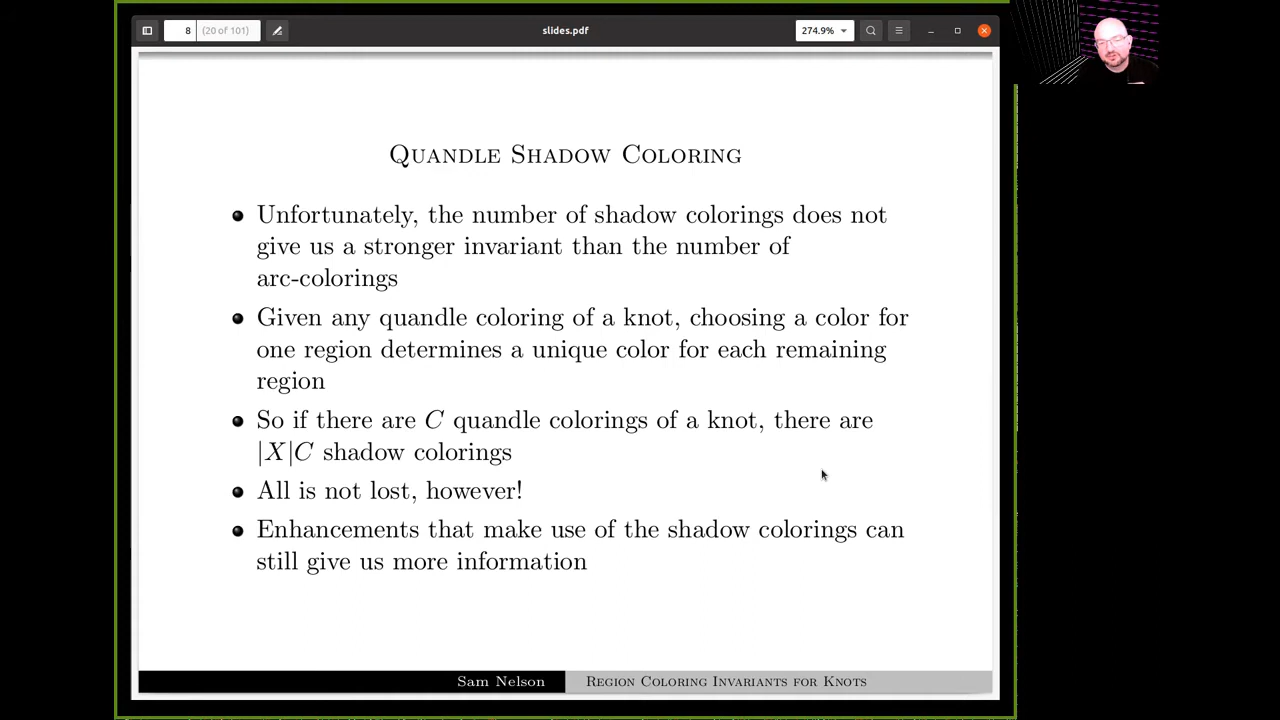 8 (20 of 101) slides.pdf 274.9%
Quandle Shadow Coloring
Unfortunately, the number of shadow colorings does not
give us a stronger invariant than the number of
arc-colorings
Given any quandle coloring of a knot, choosing a color for
one region determines a unique color for each remaining
region
So if there are C quandle colorings of a knot, there are
|X|C shadow colorings
All is not lost, however!
Enhancements that make use of the shadow colorings can
still give us more information
Sam Nelson Region Coloring Invariants for Knots